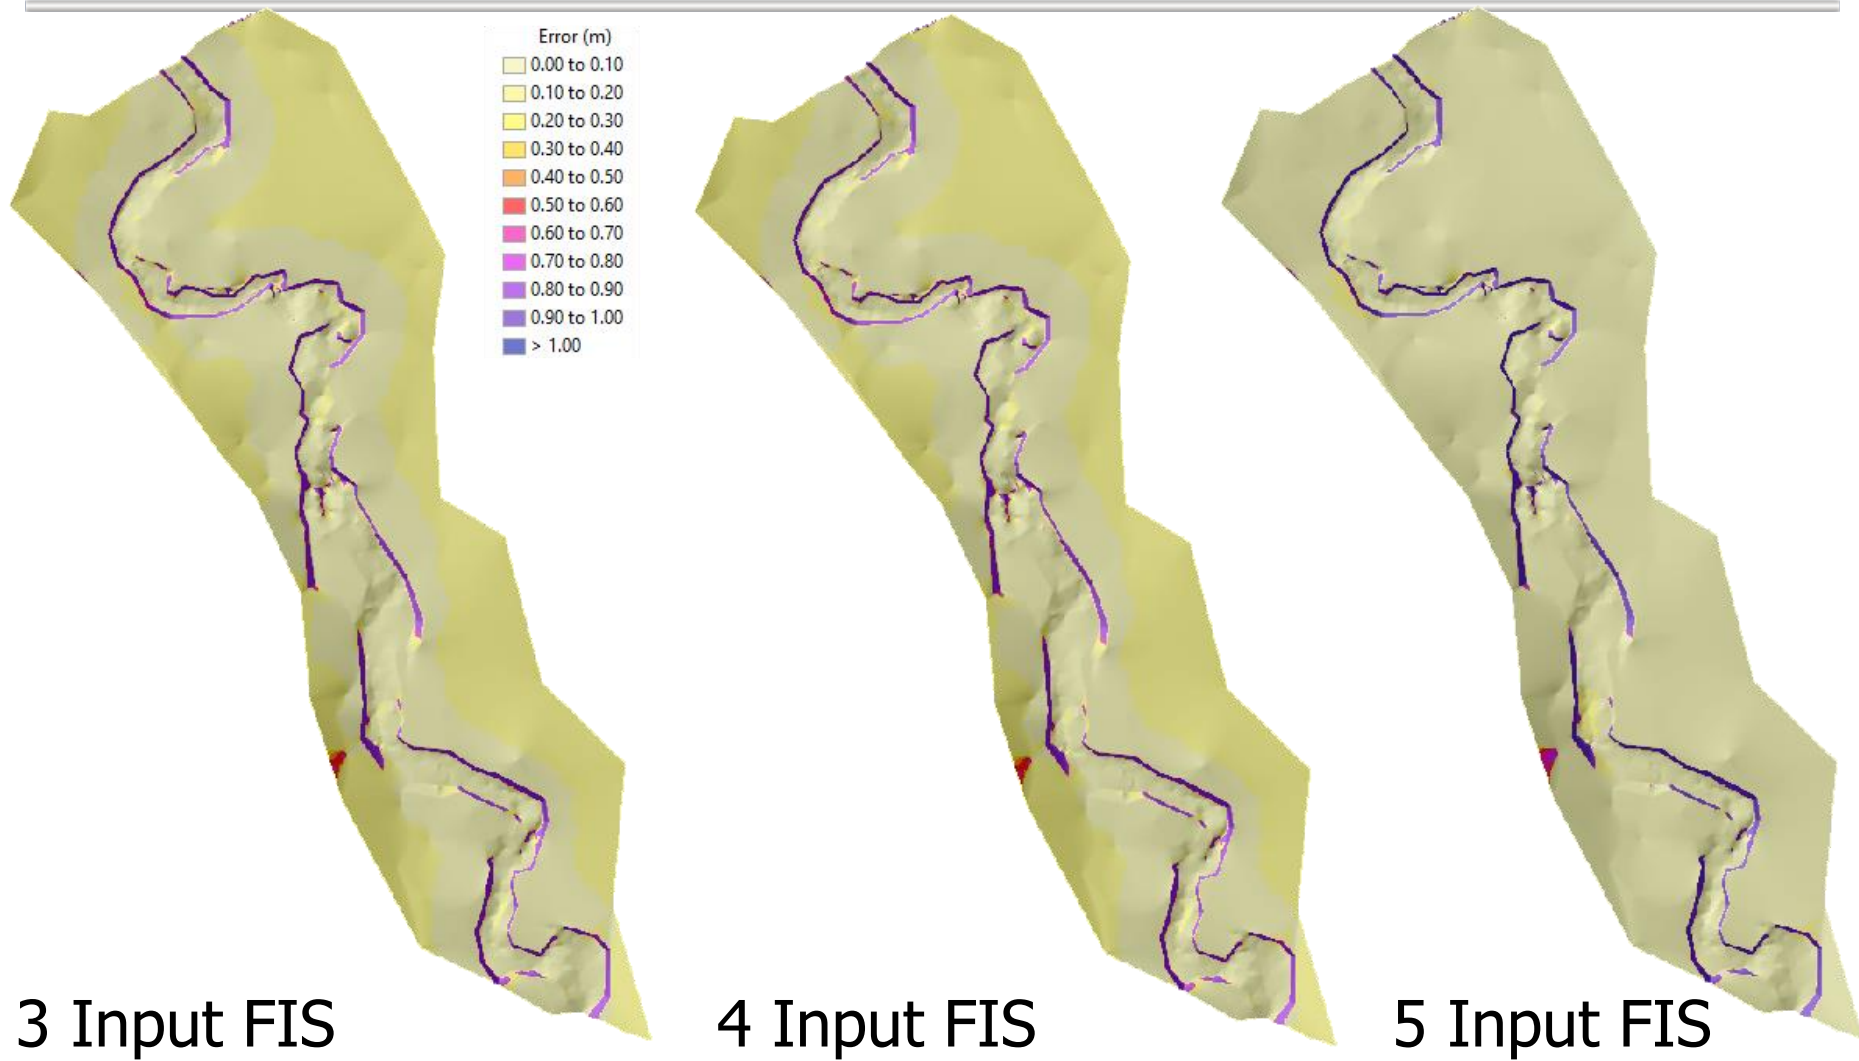 Error (m)
0.00 to 0.10
0.10 to 0.20
0.20 to 0.30
0.30 to 0.40
0.40 to 0.50
0.50 to 0.60
0.60 to 0.70
0.70 to 0.80
0.80 to 0.90
0.90 to 1.00
> 1.00
3 Input FIS
4 Input FIS
5 Input FIS